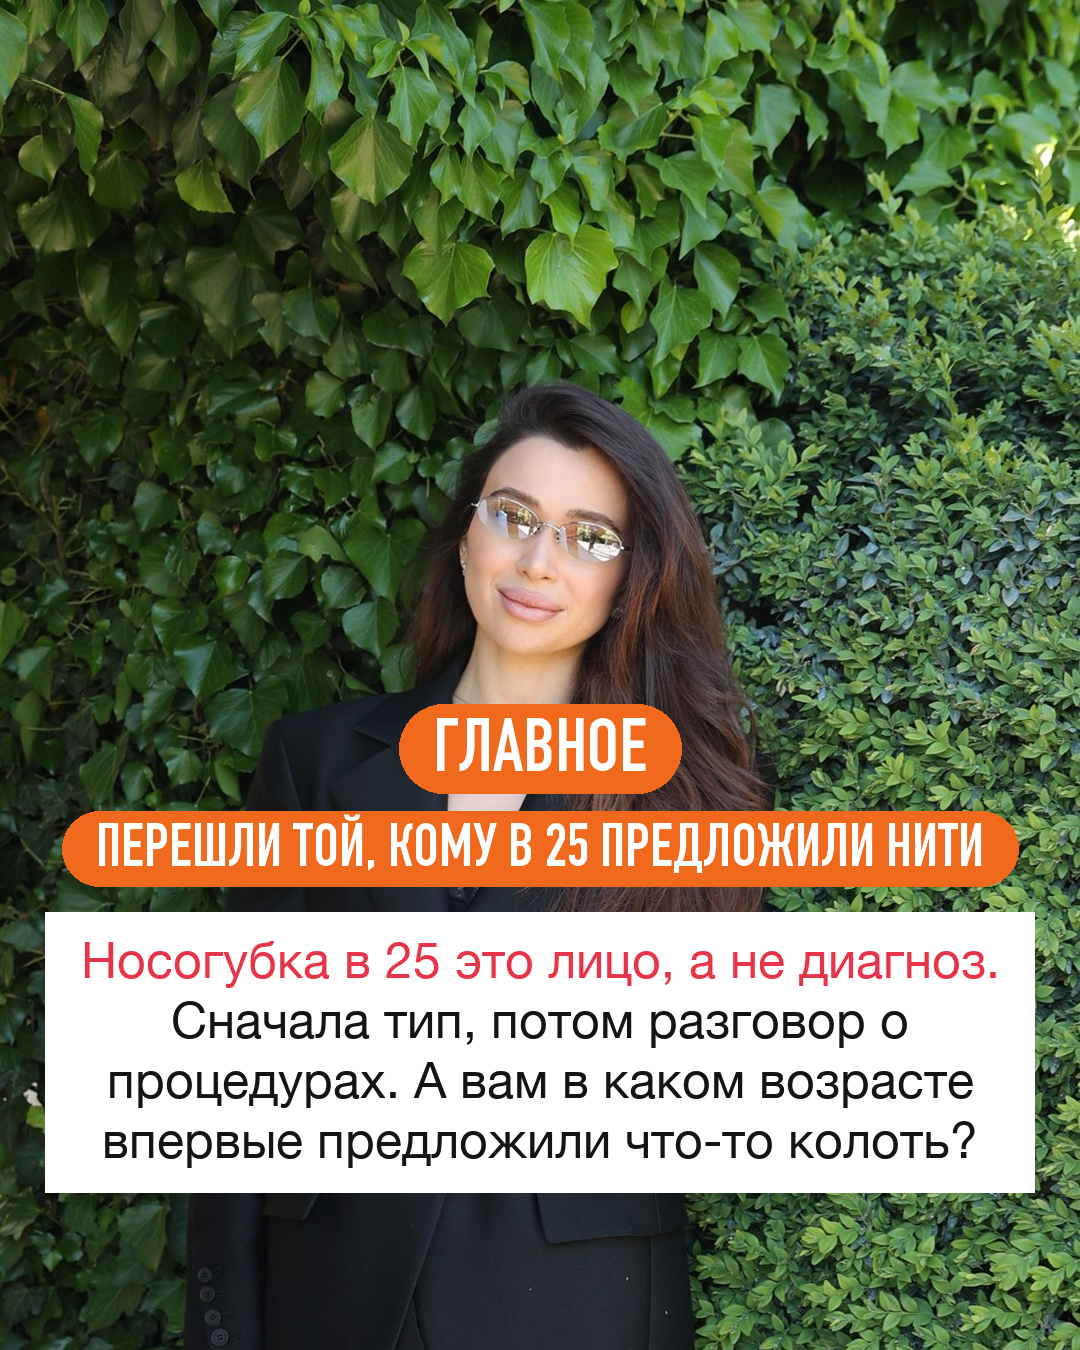 ГЛАВНОЕ
ПЕРЕШЛИ ТОЙ, КОМУ В 25 ПРЕДЛОЖИЛИ НИТИ
Носогубка в 25 это лицо, а не диагноз.
Сначала тип, потом разговор о
процедурах. А вам в каком возрасте
впервые предложили что-то колоть?